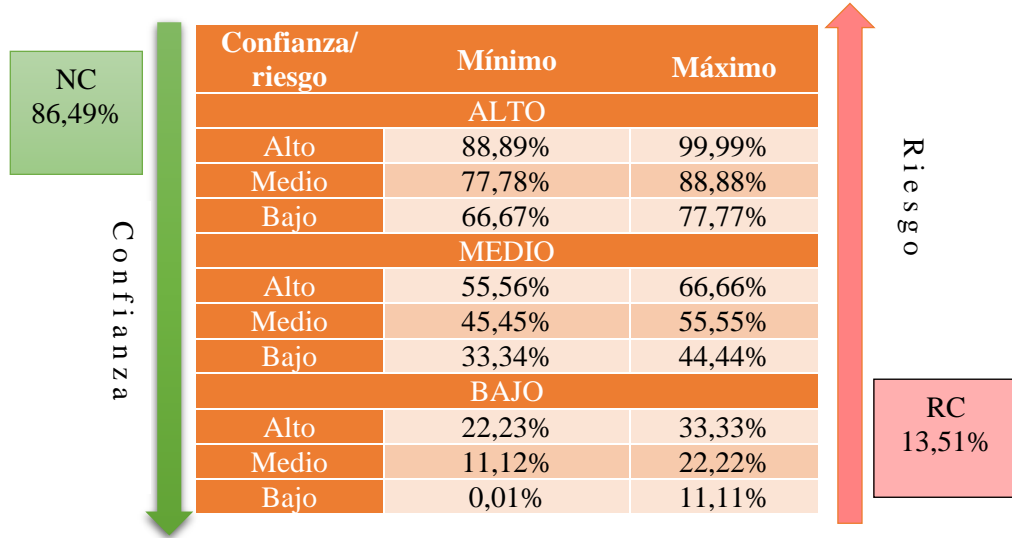 NC
86,49%
Confianza
Confianza/ Mínimo Máximo
riesgo
ALTO
Alto 88,89% 99,99%
Medio 77,78% 88,88%
Bajo 66,67% 77,77%
MEDIO
Alto 55,56% 66,66%
Medio 45,45% 55,55%
Bajo 33,34% 44,44%
BAJO
Alto 22,23% 33,33%
Medio 11,12% 22,22%
Bajo 0,01% 11,11%
Riesgo
RC
13,51%